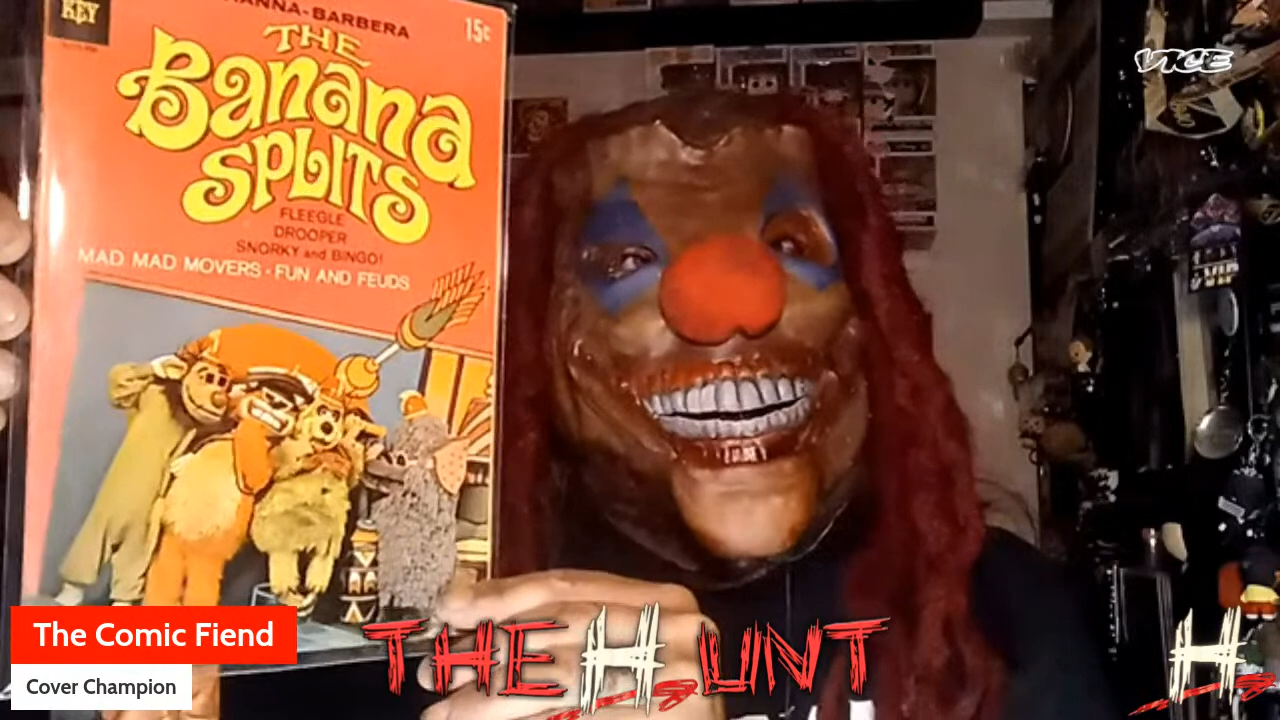 KEY
HANNA-BARBERA
15¢
THE
Banana
SPLITS
FLEEGLE
DROOPER
SNORKY and BINGO!
MAD MAD MOVERS · FUN AND FEUDS
VICE
The Comic Fiend
Cover Champion
THE HUNT
H